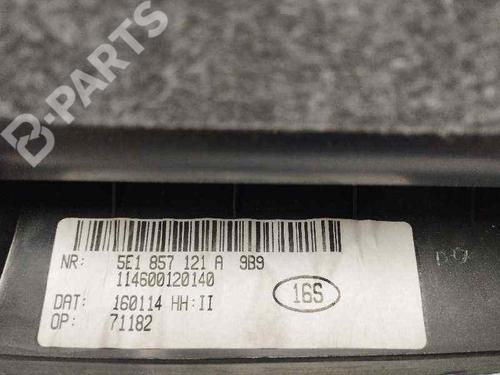 B-PARTS
NR: 5E1 857 121 A 9B9
114600120140
DAT: 160114 HH:II
OP: 71182
16S